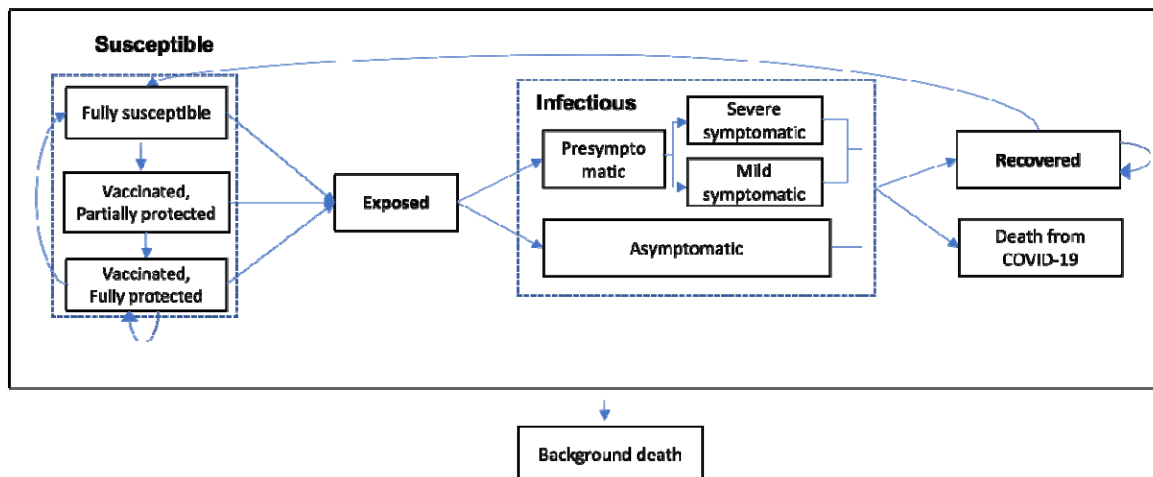 Susceptible
Fully susceptible
Vaccinated,
Partially protected
Vaccinated,
Fully protected
Exposed
Infectious
Presympto
matic
Severe
symptomatic
Mild
symptomatic
Asymptomatic
Recovered
Death from
COVID-19
Background death